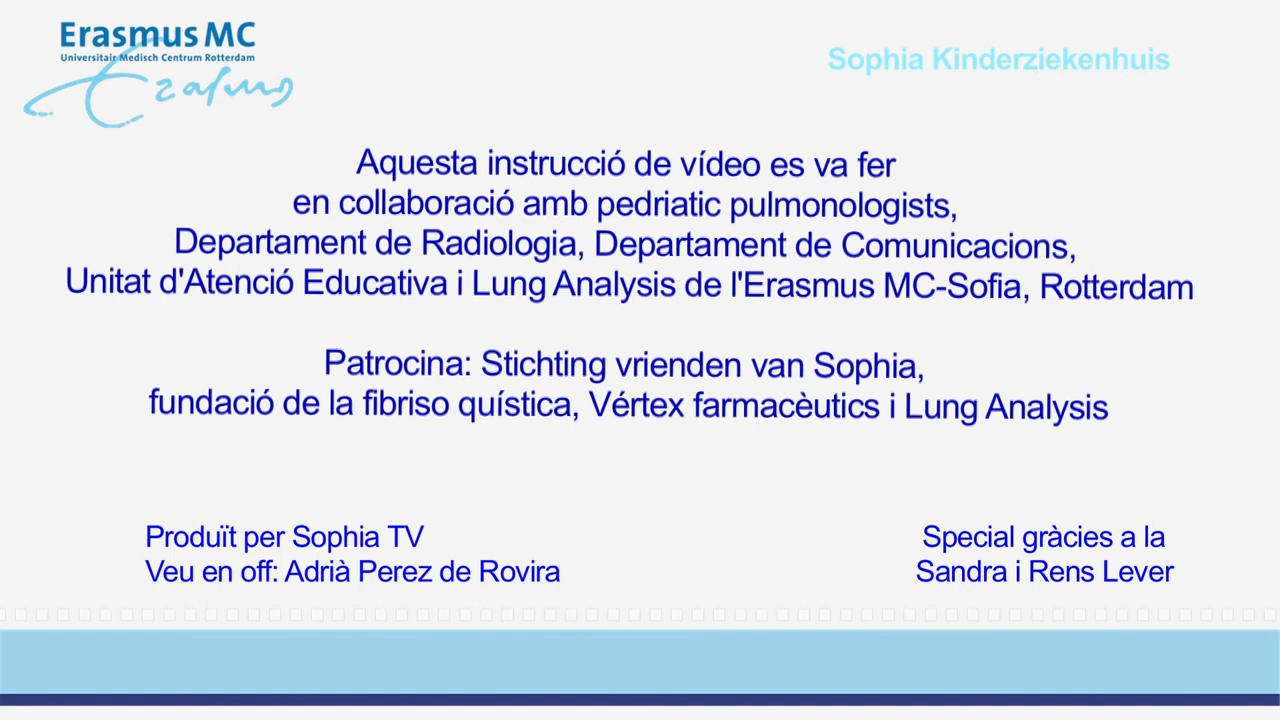 Erasmus MC
Universitair Medisch Centrum Rotterdam
Erasmus
Sophia Kinderziekenhuis
Aquesta instrucció de vídeo es va fer
en collaboració amb pedriatic pulmonologists,
Departament de Radiologia, Departament de Comunicacions,
Unitat d'Atenció Educativa i Lung Analysis de l'Erasmus MC-Sofia, Rotterdam
Patrocina: Stichting vrienden van Sophia,
fundació de la fibriso quística, Vértex farmacèutics i Lung Analysis
Produït per Sophia TV
Veu en off: Adrià Perez de Rovira
Special gràcies a la
Sandra i Rens Lever